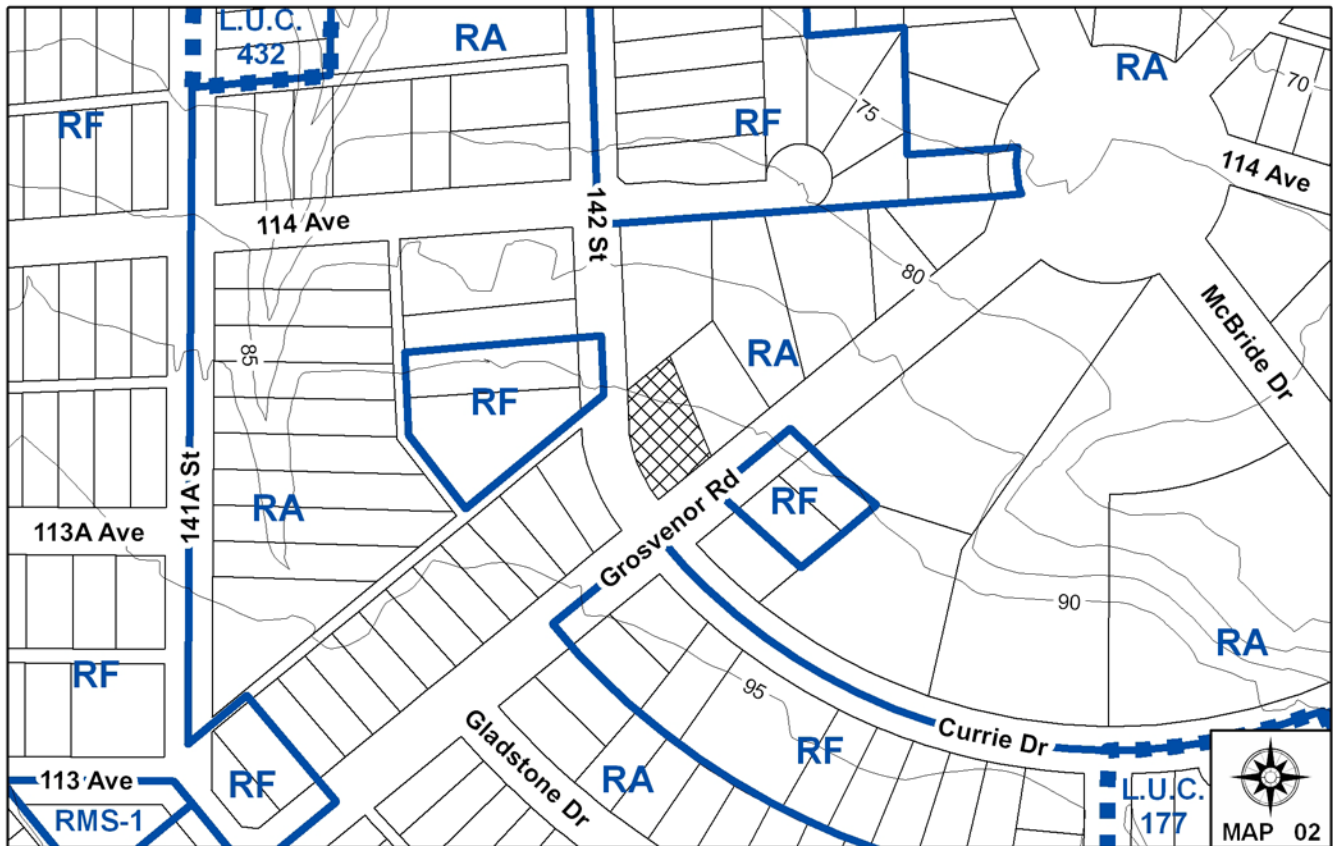 L.U.C.
432
RA
RA
RF
RF
75
70
114 Ave
114 Ave
142 St
80
McBride Dr
85
RA
RF
141A St
RA
Grosvenor Rd
RF
113A Ave
90
RA
RF
95
Gladstone Dr
Currie Dr
RF
RA
113 Ave
RF
RMS-1
L.U.C.
177
MAP 02